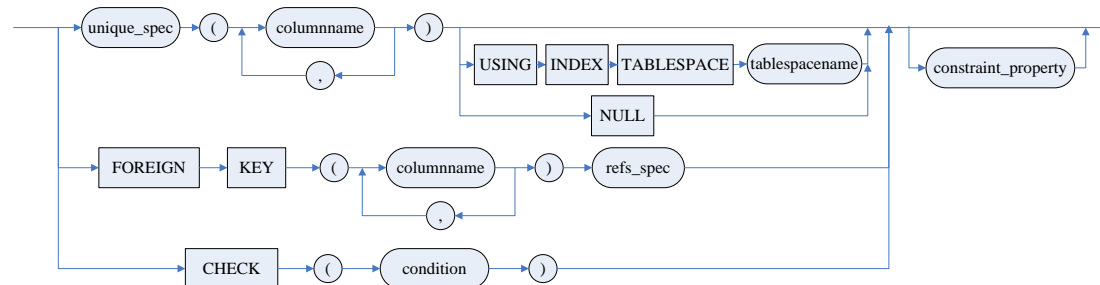 unique_spec ( columnname )
,
USING INDEX TABLESPACE tablespacename
constraint_property
NULL
FOREIGN KEY ( columnname ) refs_spec
,
CHECK ( condition )